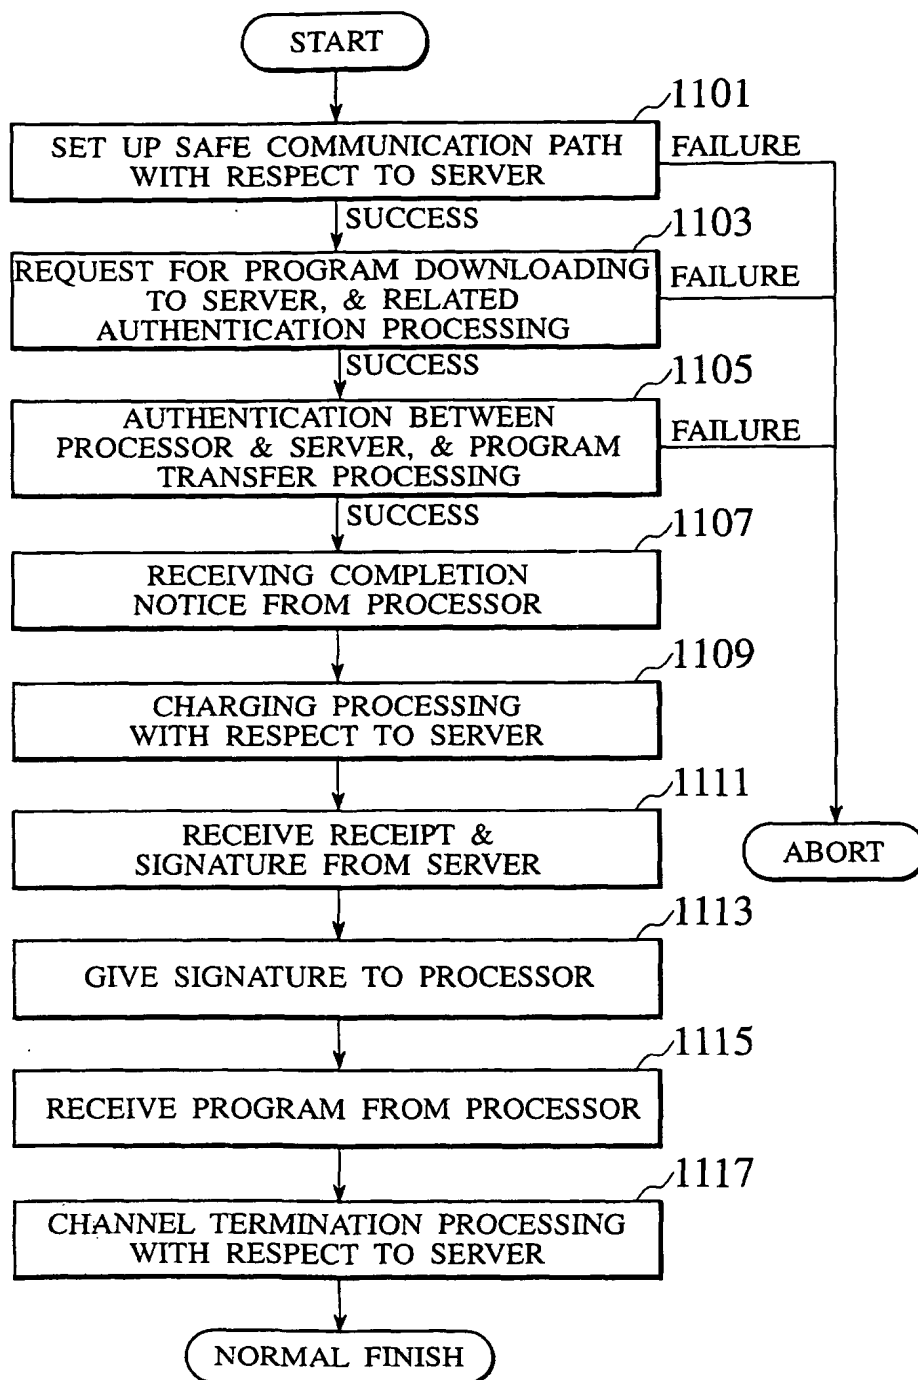 START
1101
SET UP SAFE COMMUNICATION PATH
WITH RESPECT TO SERVER
FAILURE
SUCCESS
1103
REQUEST FOR PROGRAM DOWNLOADING
TO SERVER, & RELATED
AUTHENTICATION PROCESSING
FAILURE
SUCCESS
1105
AUTHENTICATION BETWEEN
PROCESSOR & SERVER, & PROGRAM
TRANSFER PROCESSING
FAILURE
SUCCESS
1107
RECEIVING COMPLETION
NOTICE FROM PROCESSOR
1109
CHARGING PROCESSING
WITH RESPECT TO SERVER
1111
RECEIVE RECEIPT &
SIGNATURE FROM SERVER
ABORT
1113
GIVE SIGNATURE TO PROCESSOR
1115
RECEIVE PROGRAM FROM PROCESSOR
1117
CHANNEL TERMINATION PROCESSING
WITH RESPECT TO SERVER
NORMAL FINISH